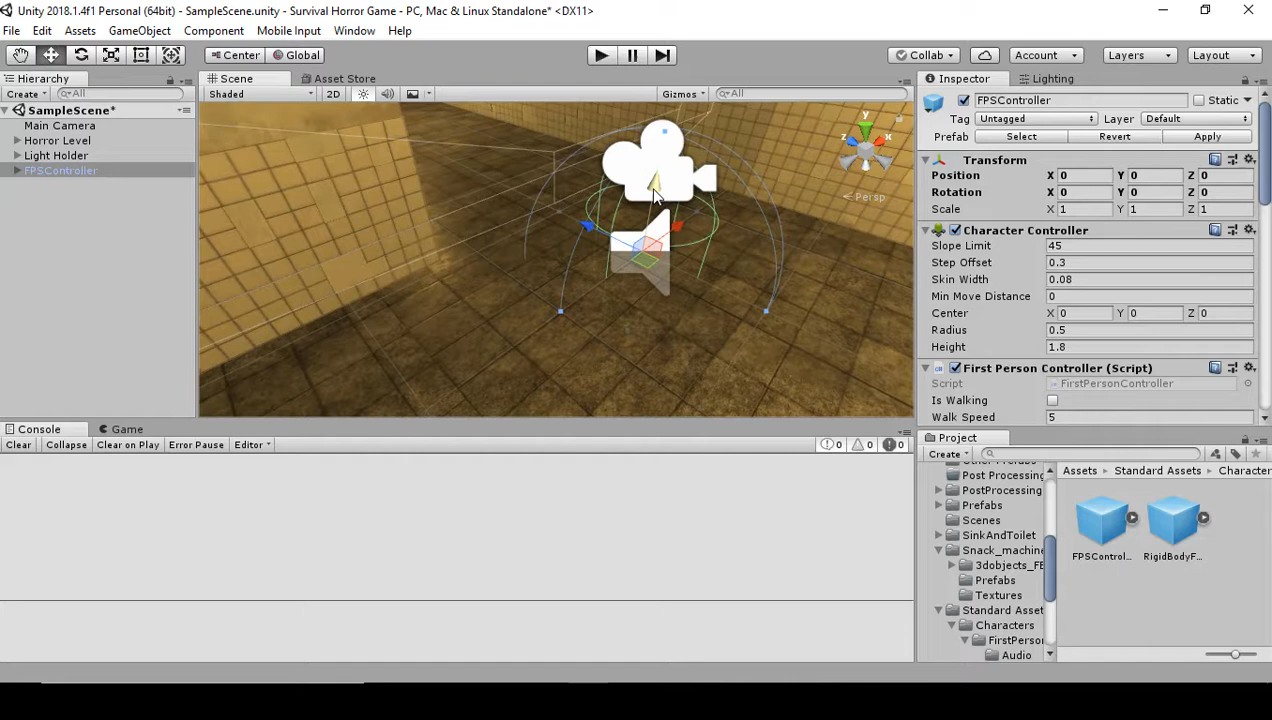 Unity 2018.1.4f1 Personal (64bit) - SampleScene.unity - Survival Horror Game - PC, Mac & Linux Standalone* <DX11>
File Edit Assets GameObject Component Mobile Input Window Help
Center Global Collab Account Layers Layout
Hierarchy Scene Asset Store Inspector Lighting
Create All Shaded 2D Gizmos All FPSController Static
SampleScene*
Main Camera
Horror Level
Light Holder
FPSController
y
z x
Persp
Tag Untagged Layer Default
Prefab Select Revert Apply
Transform
Position X 0 Y 0 Z 0
Rotation X 0 Y 0 Z 0
Scale X 1 Y 1 Z 1
Character Controller
Slope Limit 45
Step Offset 0.3
Skin Width 0.08
Min Move Distance 0
Center X 0 Y 0 Z 0
Radius 0.5
Height 1.8
First Person Controller (Script)
Script FirstPersonController
Is Walking
Walk Speed 5
Console Game
Clear Collapse Clear on Play Error Pause Editor 0 0 0
Project
Create
Other Prefabs
Post Processing
PostProcessing
Prefabs
Scenes
SinkAndToilet
Snack_machine
3dobjects_FB
Prefabs
Textures
Standard Asset
Characters
FirstPerso
Audio
Assets Standard Assets Character
FPSControl... RigidBodyF...